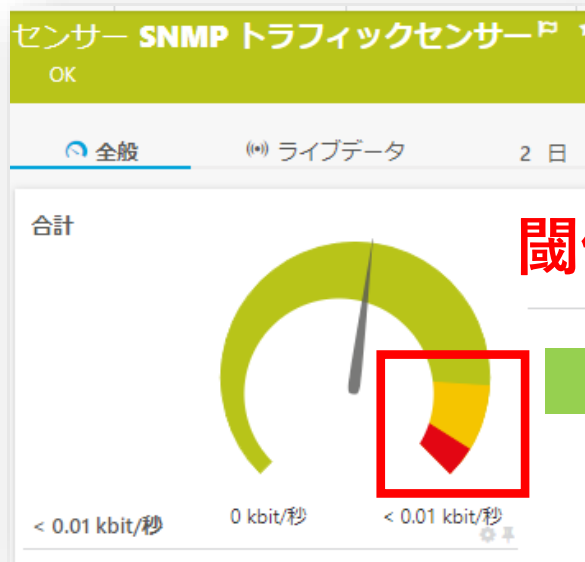 センサー SNMP トラフィックセンサー
OK
全般
ライブデータ
2 日
合計
閾
< 0.01 kbit/秒
0 kbit/秒
< 0.01 kbit/秒